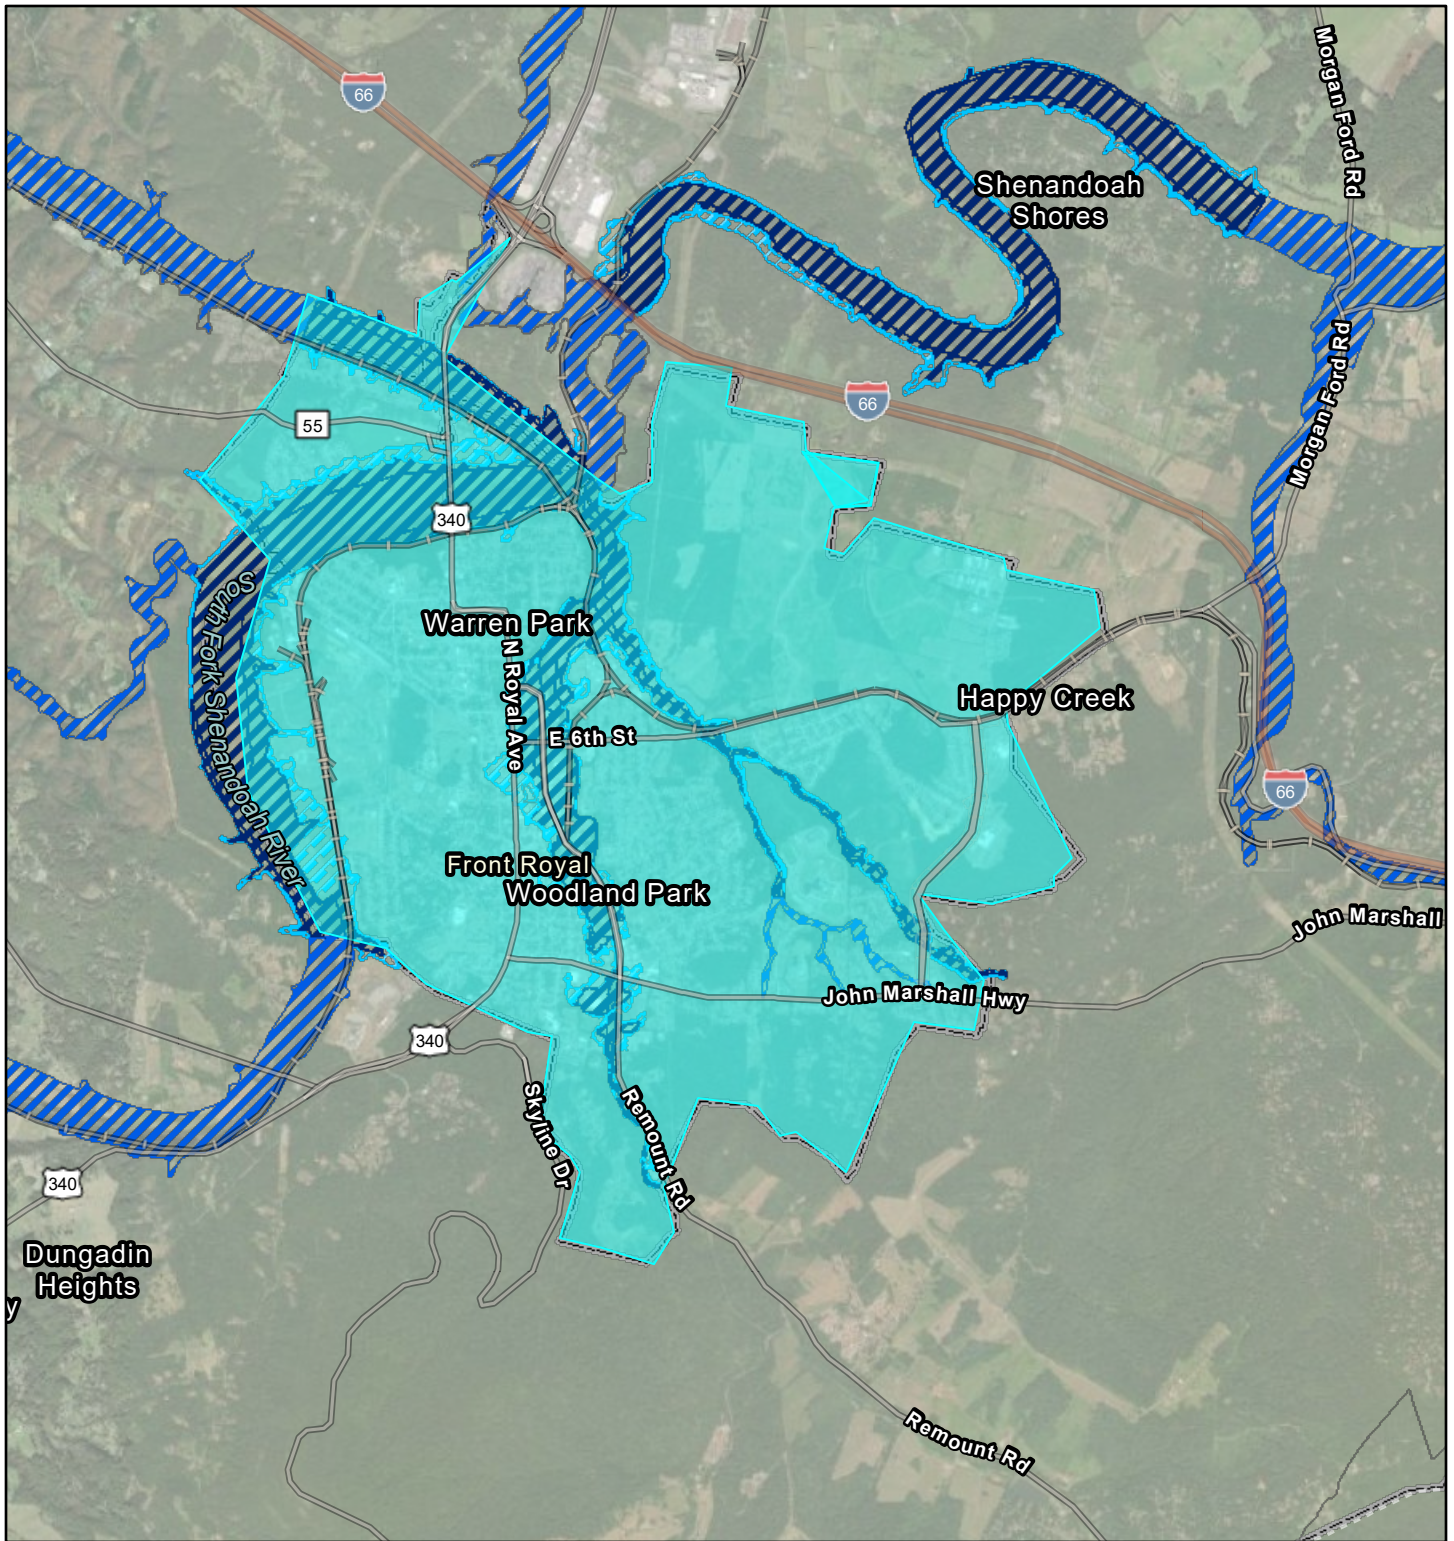 Morgan Ford Rd
66
Shenandoah
Shores
Morgan Ford Rd
66
55
340
South Fork Shenandoah River
Warren Park
N Royal Ave
Happy Creek
E 6th St
66
Front Royal
Woodland Park
John Marshall
John Marshall Hwy
340
Skyline Dr
Remount Rd
340
Dungadin
Heights
y
Remount Rd